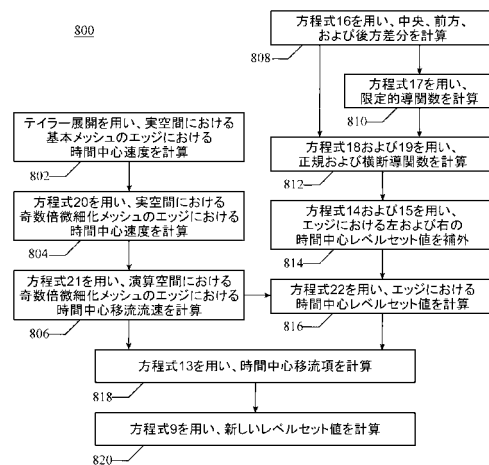 800
方程式16を用い、中央、前方、
および後方差分を計算
808
方程式17を用い、
限定的導関数を計算
810
テイラー展開を用い、実空間における
基本メッシュのエッジにおける
時間中心速度を計算
802
方程式18および19を用い、
正規および横断導関数を計算
812
方程式20を用い、実空間における
奇数倍微細化メッシュのエッジにおける
時間中心速度を計算
804
方程式14および15を用い、
エッジにおける左および右の
時間中心レベルセット値を補外
814
方程式21を用い、演算空間における
奇数倍微細化メッシュのエッジにおける
時間中心移流流速を計算
806
方程式22を用い、エッジにおける
時間中心レベルセット値を計算
816
方程式13を用い、時間中心移流項を計算
818
方程式9を用い、新しいレベルセット値を計算
820